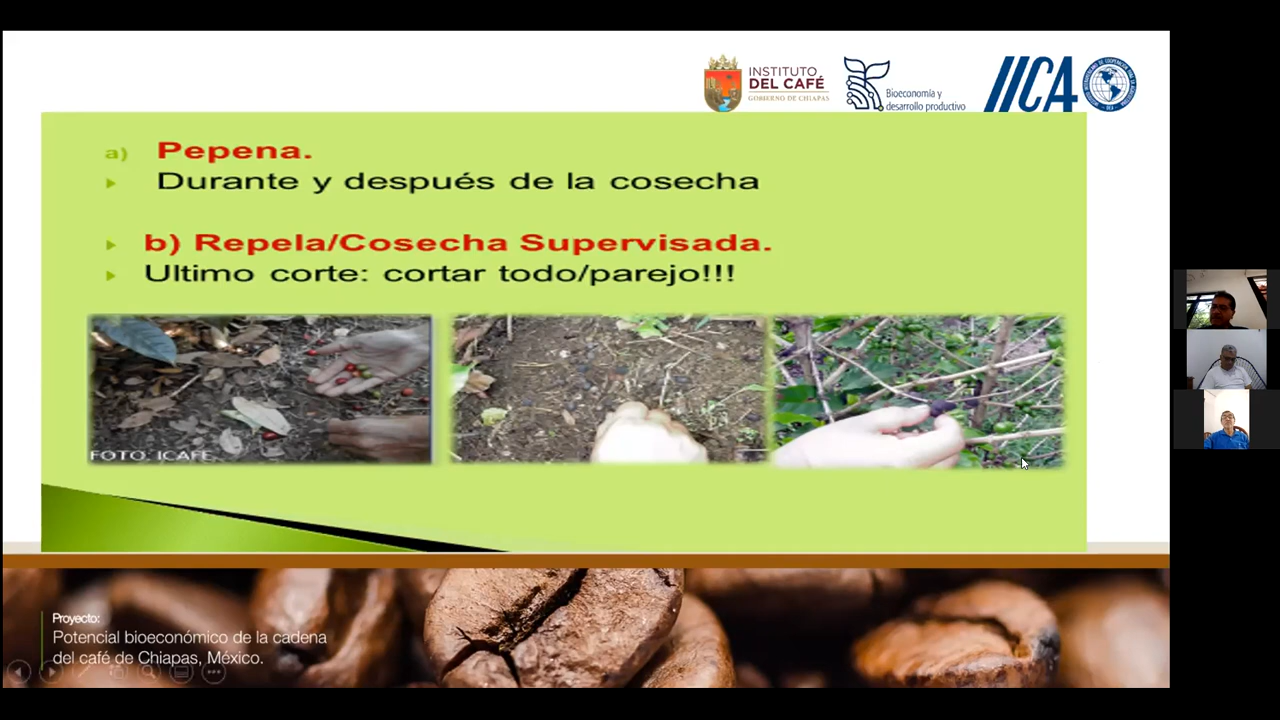 INSTITUTO
DEL CAFÉ
GOBIERNO DE CHIAPAS
Bioeconomía y
desarrollo productivo
IICA
a) Pepena.
Durante y después de la cosecha
b) Repela/Cosecha Supervisada.
Ultimo corte: cortar todo/parejo!!!
FOTO: ICAFE
Proyecto:
Potencial bioeconómico de la cadena
del café de Chiapas, México.